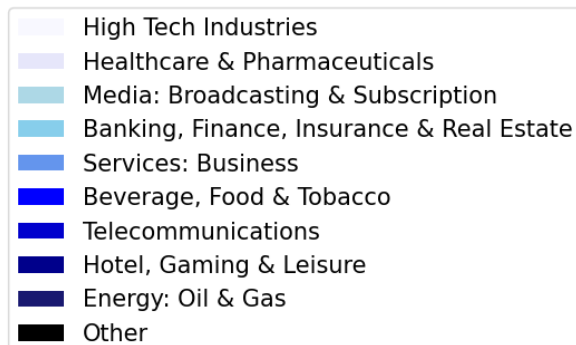 High Tech Industries
Healthcare & Pharmaceuticals
Media: Broadcasting & Subscription
Banking, Finance, Insurance & Real Estate
Services: Business
Beverage, Food & Tobacco
Telecommunications
Hotel, Gaming & Leisure
Energy: Oil & Gas
Other